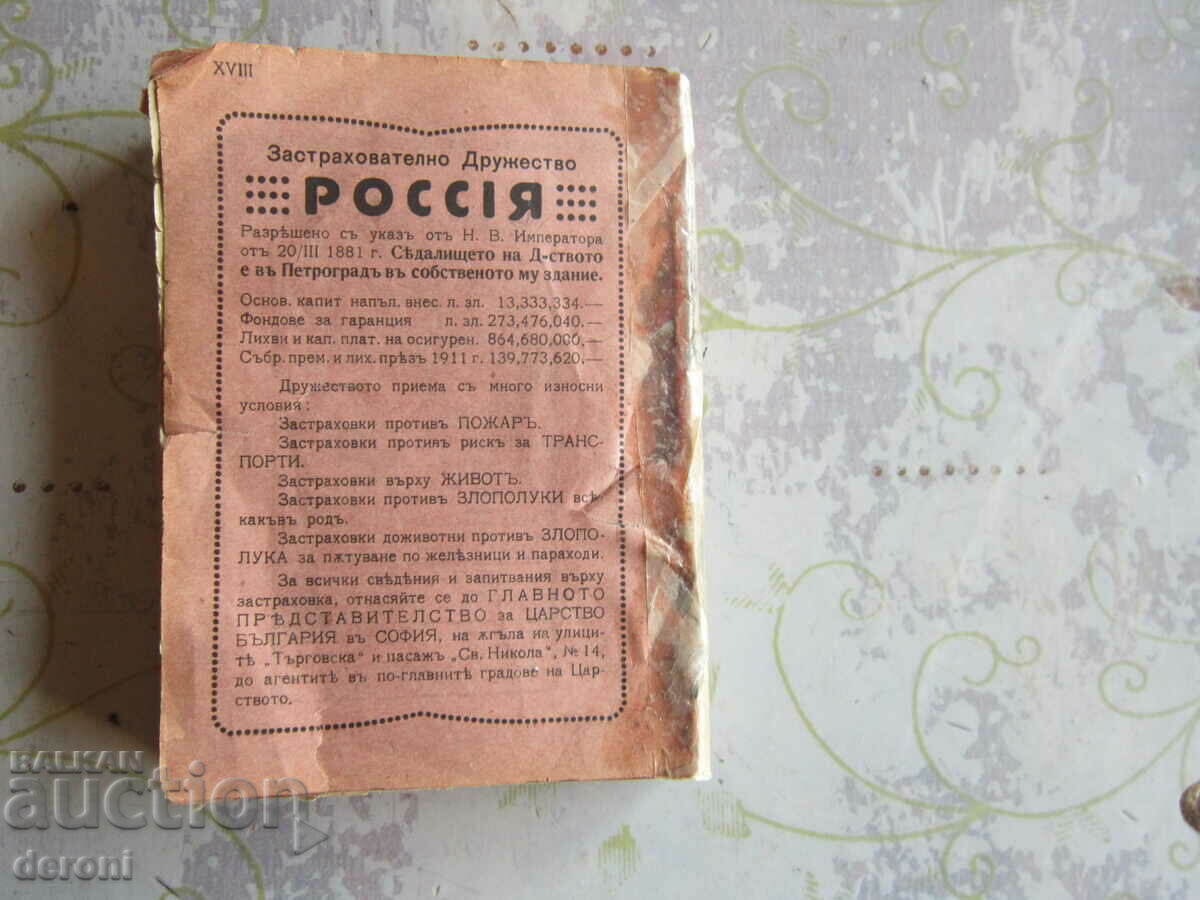 XVIII
Застрахователно Дружество
РОССІЯ
Разрѣшено съ указъ отъ Н. В. Императора
отъ 20/III 1881 г. Сѣдалището на Д-ството
е въ Петроградъ въ собственото му здание.
Основ. капит напъл. внес. л. зл. 13,333,334.—
Фондове за гаранция л. зл. 273,476,040.—
Лихви и кап. плат. на осигурен. 864,680,000.—
Събр. прем. и лих. прѣзъ 1911 г. 139,773,620.—
Дружеството приема съ много износни
условия:
Застраховки противъ ПОЖАРЪ.
Застраховки противъ рискъ за ТРАНС-
ПОРТИ.
Застраховки върху ЖИВОТЪ.
Застраховки противъ ЗЛОПОЛУКИ всѣ-
какъвъ родъ.
Застраховки доживотни противъ ЗЛОПО-
ЛУКА за пѫтуване по желѣзници и параходи.
За всички свѣдѣния и запитвания върху
застраховка, отнасяйте се до ГЛАВНОТО
ПРѢДСТАВИТЕЛСТВО за ЦАРСТВО
БЪЛГАРИЯ въ СОФИЯ, на жгъла на улици-
тѣ „Търговска" и пасажъ „Св. Никола", № 14,
до агентитѣ въ по-главнитѣ градове на Цар-
ството.
BALKAN
auction
deroni